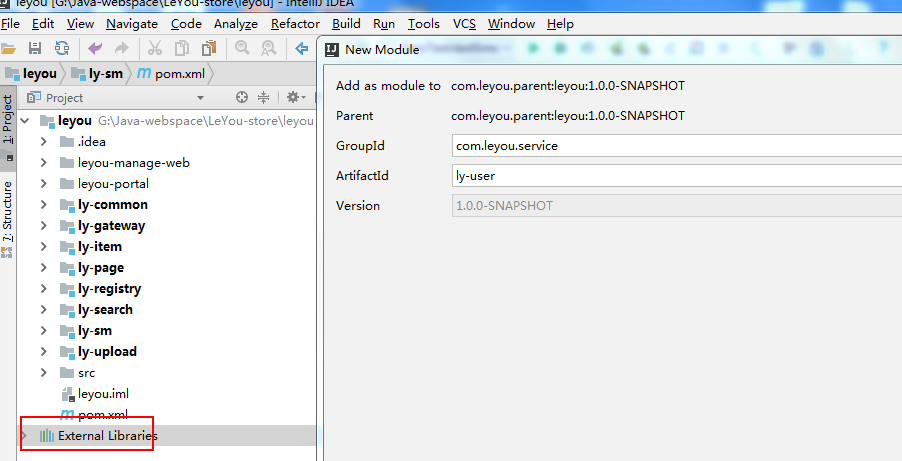 leyou [G:\Java-webspace\LeYou-store\leyou] - IntelliJ IDEA
File Edit View Navigate Code Analyze Refactor Build Run Tools VCS Window Help
leyou ly-sm pom.xml
New Module
Project
1: Project
7: Structure
leyou G:\Java-webspace\LeYou-store\leyou
.idea
leyou-manage-web
leyou-portal
ly-common
ly-gateway
ly-item
ly-page
ly-registry
ly-search
ly-sm
ly-upload
src
leyou.iml
pom.xml
External Libraries
Add as module to com.leyou.parent:leyou:1.0.0-SNAPSHOT
Parent com.leyou.parent:leyou:1.0.0-SNAPSHOT
GroupId com.leyou.service
ArtifactId ly-user
Version 1.0.0-SNAPSHOT